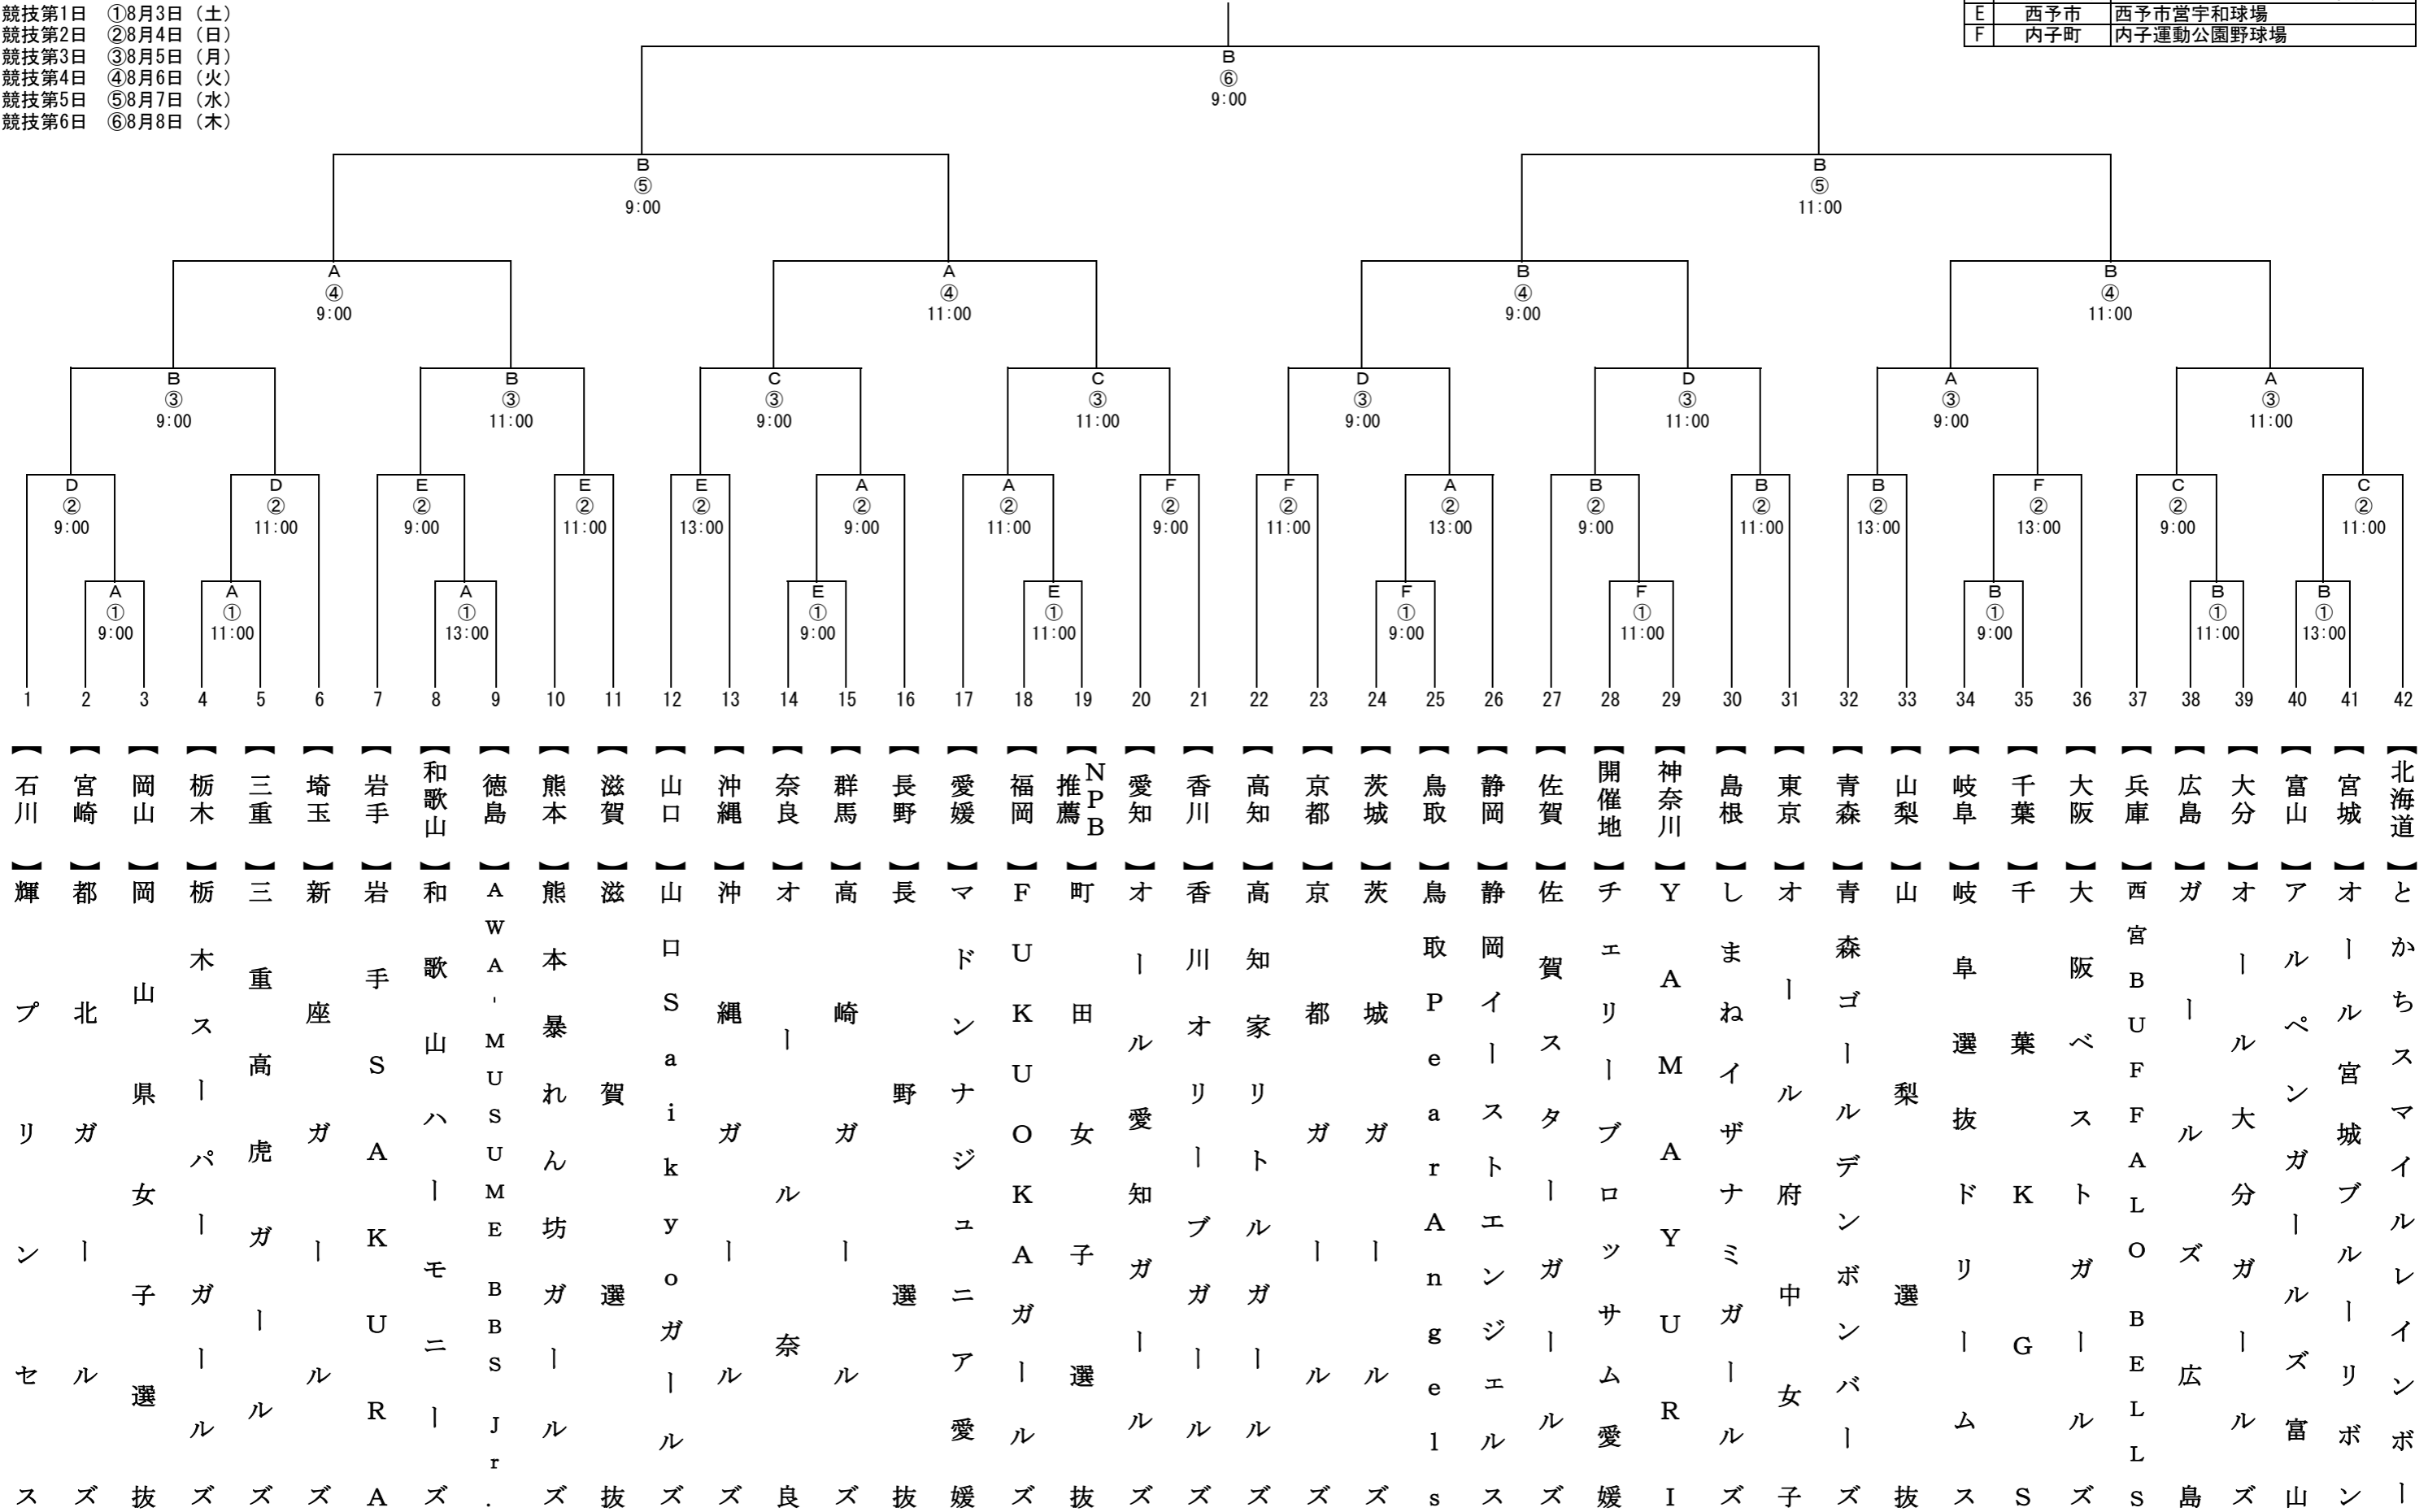 競技第1日　①8月3日（土）
競技第2日　②8月4日（日）
競技第3日　③8月5日（月）
競技第4日　④8月6日（火）
競技第5日　⑤8月7日（水）
競技第6日　⑥8月8日（木）
E 西予市 西予市営宇和球場
F 内子町 内子運動公園野球場
B ⑥ 9:00
B ⑤ 9:00
B ⑤ 11:00
A ④ 9:00
A ④ 11:00
B ④ 9:00
B ④ 11:00
B ③ 9:00
B ③ 11:00
C ③ 9:00
C ③ 11:00
D ③ 9:00
D ③ 11:00
A ③ 9:00
A ③ 11:00
D ② 9:00
D ② 11:00
E ② 9:00
E ② 11:00
E ② 13:00
A ② 9:00
A ② 11:00
F ② 9:00
F ② 11:00
A ② 13:00
B ② 9:00
B ② 11:00
B ② 13:00
F ② 13:00
C ② 9:00
C ② 11:00
A ① 9:00
A ① 11:00
A ① 13:00
E ① 9:00
E ① 11:00
F ① 9:00
F ① 11:00
B ① 9:00
B ① 11:00
B ① 13:00
1 【石川】輝プリンセス
2 【宮崎】都北ガールズ
3 【岡山】岡山県女子選抜
4 【栃木】栃木スーパーガールズ
5 【三重】三重高虎ガールズ
6 【埼玉】新座ガールズ
7 【岩手】岩手SAKURA
8 【和歌山】和歌山ハーモニーズ
9 【徳島】AWA-MUSUME BBS Jr.
10 【熊本】熊本暴れん坊ガールズ
11 【滋賀】滋賀選抜
12 【山口】山口Saikyoガールズ
13 【沖縄】沖縄ガールズ
14 【奈良】オール奈良
15 【群馬】高崎ガールズ
16 【長野】長野選抜
17 【愛媛】マドンナジュニア愛媛
18 【福岡】FUKUOKAガールズ
19 【NPB推薦】町田女子選抜
20 【愛知】オール愛知ガールズ
21 【香川】香川オリーブガールズ
22 【高知】高知家リトルガールズ
23 【京都】京都ガールズ
24 【茨城】茨城ガールズ
25 【鳥取】鳥取PearAngels
26 【静岡】静岡イーストエンジェルス
27 【佐賀】佐賀スターガールズ
28 【開催地】チェリーブロッサム愛媛
29 【神奈川】YAMAYURI
30 【島根】しまねイザナミガールズ
31 【東京】オール府中女子
32 【青森】青森ゴールデンボンバーズ
33 【山梨】山梨選抜
34 【岐阜】岐阜選抜ドリームス
35 【千葉】千葉KGS
36 【大阪】大阪ベストガールズ
37 【兵庫】西宮BUFFALO BELLS
38 【広島】ガールズ広島
39 【大分】オール大分ガールズ
40 【富山】アルペンガールズ富山
41 【宮城】オール宮城ブルーリボン
42 【北海道】とかちスマイルレインボー